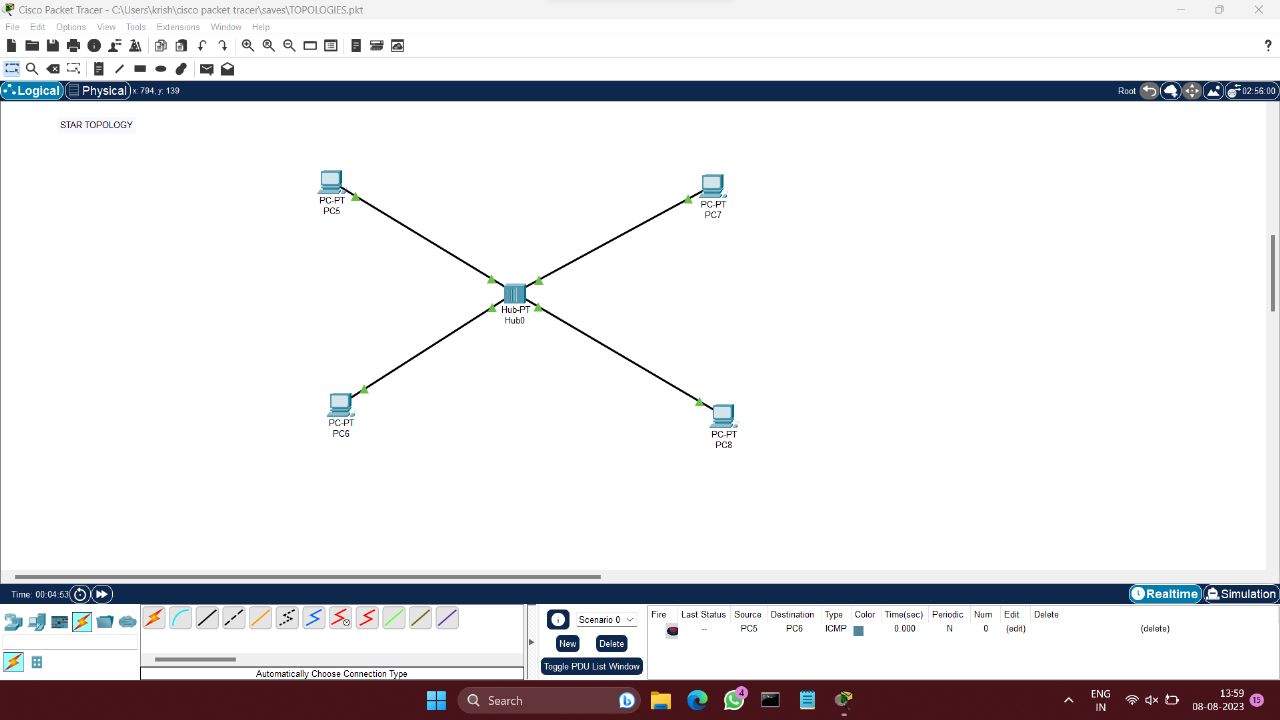 Cisco Packet Tracer - C:\Users\krish\cisco packet tracer\saves\TOPOLOGIES.pkt
File Edit Options View Tools Extensions Window Help
?
Logical Physical x: 794, y: 139 Root 02:56:00
STAR TOPOLOGY
PC-PT
PC5
PC-PT
PC7
Hub-PT
Hub0
PC-PT
PC6
PC-PT
PC8
Time: 00:04:53 Realtime Simulation
Scenario 0
New Delete
Toggle PDU List Window
Fire Last Status Source Destination Type Color Time(sec) Periodic Num Edit Delete
-- PC5 PC6 ICMP 0.000 N 0 (edit) (delete)
Automatically Choose Connection Type
Search
4
ENG
IN
13:59
08-08-2023
15